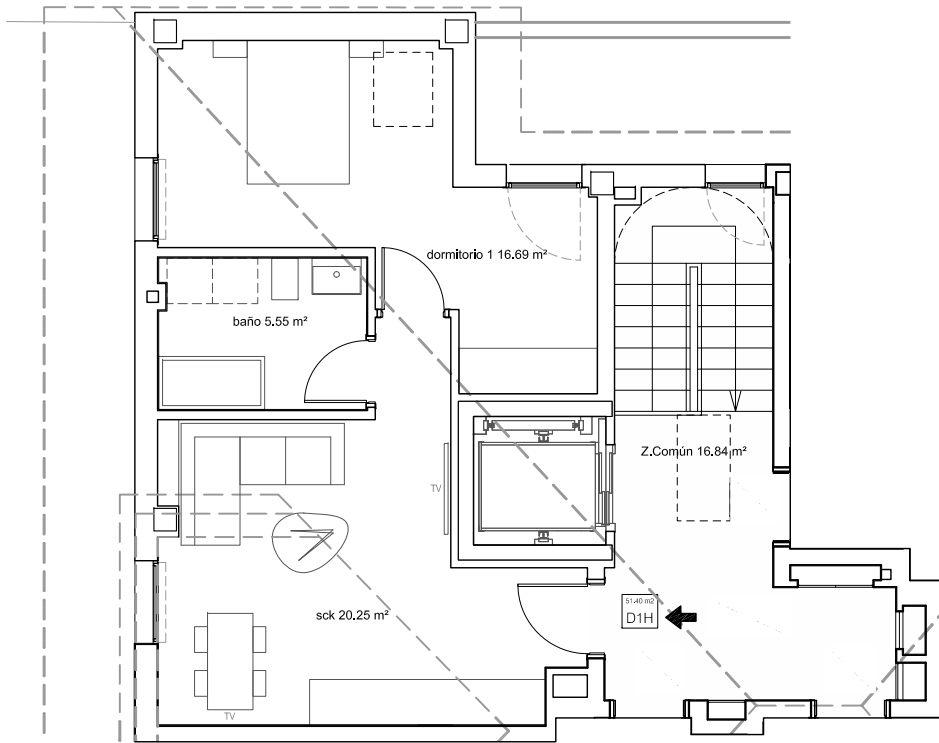 dormitorio 1 16.69 m²
baño 5.55 m²
Z.Común 16.84 m²
TV
sck 20.25 m²
51.40 m2
D1H
TV